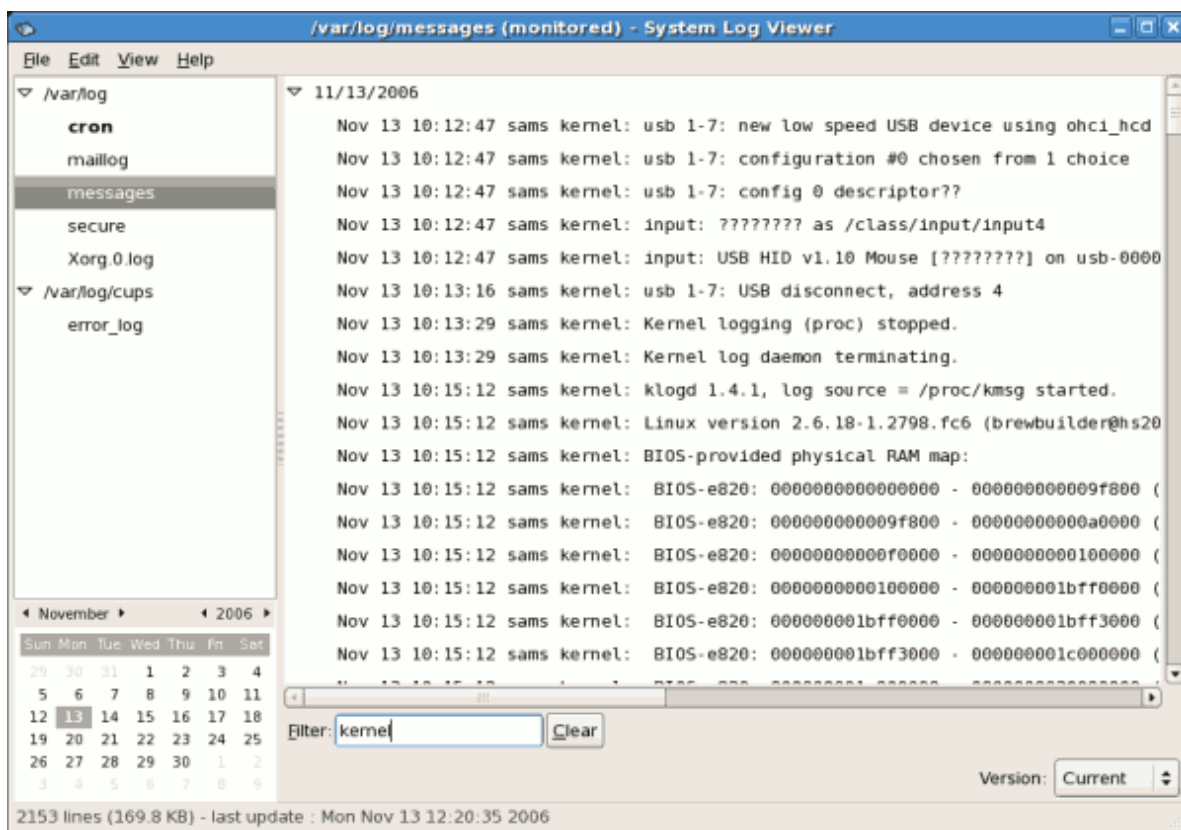 /var/log/messages (monitored) - System Log Viewer
File Edit View Help
/var/log
cron
maillog
messages
secure
Xorg.0.log
/var/log/cups
error_log
11/13/2006
Nov 13 10:12:47 sams kernel: usb 1-7: new low speed USB device using ohci_hcd
Nov 13 10:12:47 sams kernel: usb 1-7: configuration #0 chosen from 1 choice
Nov 13 10:12:47 sams kernel: usb 1-7: config 0 descriptor??
Nov 13 10:12:47 sams kernel: input: ???????? as /class/input/input4
Nov 13 10:12:47 sams kernel: input: USB HID v1.10 Mouse [????????] on usb-0000
Nov 13 10:13:16 sams kernel: usb 1-7: USB disconnect, address 4
Nov 13 10:13:29 sams kernel: Kernel logging (proc) stopped.
Nov 13 10:13:29 sams kernel: Kernel log daemon terminating.
Nov 13 10:15:12 sams kernel: klogd 1.4.1, log source = /proc/kmsg started.
Nov 13 10:15:12 sams kernel: Linux version 2.6.18-1.2798.fc6 (brewbuilder@hs20
Nov 13 10:15:12 sams kernel: BIOS-provided physical RAM map:
Nov 13 10:15:12 sams kernel: BIOS-e820: 0000000000000000 - 000000000009f800 (
Nov 13 10:15:12 sams kernel: BIOS-e820: 000000000009f800 - 00000000000a0000 (
Nov 13 10:15:12 sams kernel: BIOS-e820: 00000000000f0000 - 0000000000100000 (
Nov 13 10:15:12 sams kernel: BIOS-e820: 0000000000100000 - 000000001bff0000 (
Nov 13 10:15:12 sams kernel: BIOS-e820: 000000001bff0000 - 000000001bff3000 (
Nov 13 10:15:12 sams kernel: BIOS-e820: 000000001bff3000 - 000000001c000000 (
November 2006
Sun Mon Tue Wed Thu Fri Sat
29 30 31 1 2 3 4
5 6 7 8 9 10 11
12 13 14 15 16 17 18
19 20 21 22 23 24 25
26 27 28 29 30 1 2
3 4 5 6 7 8 9
Filter: kernel Clear
Version: Current
2153 lines (169.8 KB) - last update : Mon Nov 13 12:20:35 2006